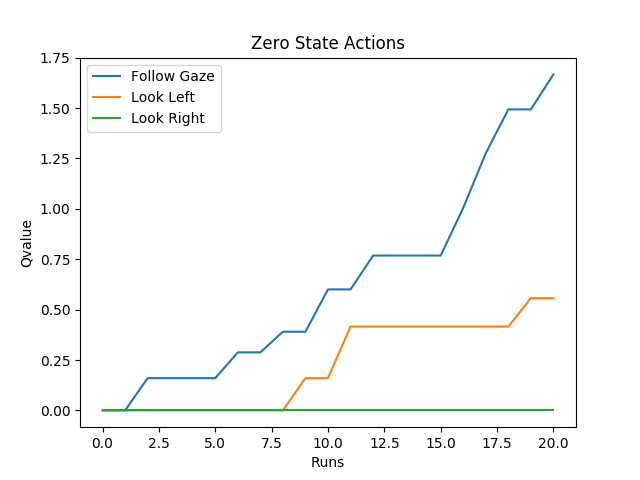 Zero State Actions
Follow Gaze
Look Left
Look Right
Qvalue
1.75
1.50
1.25
1.00
0.75
0.50
0.25
0.00
0.0 2.5 5.0 7.5 10.0 12.5 15.0 17.5 20.0
Runs